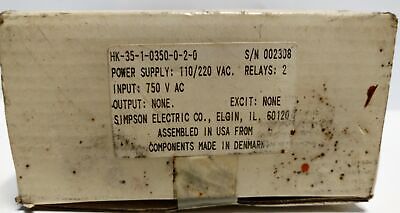 HK-35-1-0350-0-2-0 S/N 002308
POWER SUPPLY: 110/220 VAC. RELAYS: 2
INPUT: 750 V AC
OUTPUT: NONE. EXCIT: NONE
SIMPSON ELECTRIC CO., ELGIN, IL. 60120
ASSEMBLED IN USA FROM
COMPONENTS MADE IN DENMARK